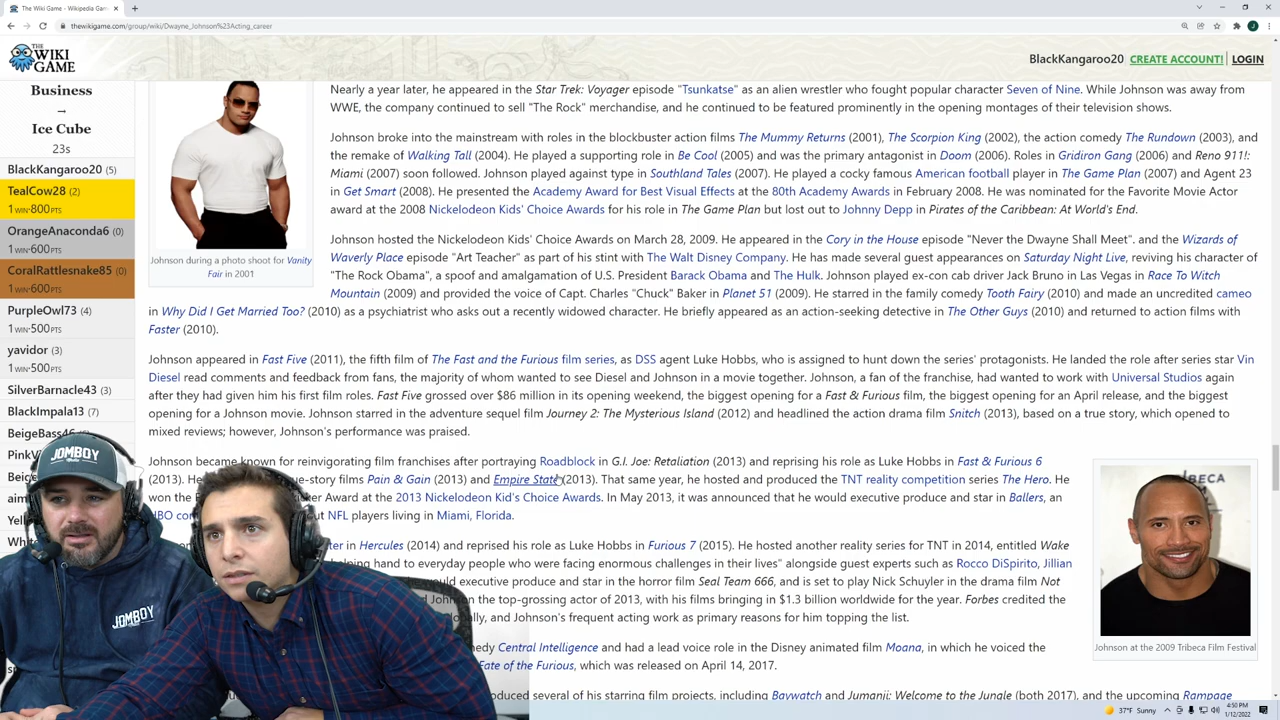 The Wiki Game - Wikipedia Gam
thewikigame.com/group/wiki/Dwayne_Johnson%23Acting_career
THE WIKI GAME
BlackKangaroo20 CREATE ACCOUNT! LOGIN
Business
→
Ice Cube
23s
BlackKangaroo20 (5)
TealCow28 (2)
1 WIN·800PTS
OrangeAnaconda6 (0)
1 WIN·600PTS
CoralRattlesnake85 (0)
1 WIN·600PTS
PurpleOwl73 (4)
1 WIN·500PTS
yavidor (3)
1 WIN·500PTS
SilverBarnacle43 (3)
BlackImpala13 (7)
BeigeBass46
PinkVi
Beige
aim
Yell
Whit
Johnson during a photo shoot for Vanity
Fair in 2001
Nearly a year later, he appeared in the Star Trek: Voyager episode "Tsunkatse" as an alien wrestler who fought popular character Seven of Nine. While Johnson was away from
WWE, the company continued to sell "The Rock" merchandise, and he continued to be featured prominently in the opening montages of their television shows.
Johnson broke into the mainstream with roles in the blockbuster action films The Mummy Returns (2001), The Scorpion King (2002), the action comedy The Rundown (2003), and
the remake of Walking Tall (2004). He played a supporting role in Be Cool (2005) and was the primary antagonist in Doom (2006). Roles in Gridiron Gang (2006) and Reno 911!:
Miami (2007) soon followed. Johnson played against type in Southland Tales (2007). He played a cocky famous American football player in The Game Plan (2007) and Agent 23
in Get Smart (2008). He presented the Academy Award for Best Visual Effects at the 80th Academy Awards in February 2008. He was nominated for the Favorite Movie Actor
award at the 2008 Nickelodeon Kids' Choice Awards for his role in The Game Plan but lost out to Johnny Depp in Pirates of the Caribbean: At World's End.
Johnson hosted the Nickelodeon Kids' Choice Awards on March 28, 2009. He appeared in the Cory in the House episode "Never the Dwayne Shall Meet". and the Wizards of
Waverly Place episode "Art Teacher" as part of his stint with The Walt Disney Company. He has made several guest appearances on Saturday Night Live, reviving his character of
"The Rock Obama", a spoof and amalgamation of U.S. President Barack Obama and The Hulk. Johnson played ex-con cab driver Jack Bruno in Las Vegas in Race To Witch
Mountain (2009) and provided the voice of Capt. Charles "Chuck" Baker in Planet 51 (2009). He starred in the family comedy Tooth Fairy (2010) and made an uncredited cameo
in Why Did I Get Married Too? (2010) as a psychiatrist who asks out a recently widowed character. He briefly appeared as an action-seeking detective in The Other Guys (2010) and returned to action films with
Faster (2010).
Johnson appeared in Fast Five (2011), the fifth film of The Fast and the Furious film series, as DSS agent Luke Hobbs, who is assigned to hunt down the series' protagonists. He landed the role after series star Vin
Diesel read comments and feedback from fans, the majority of whom wanted to see Diesel and Johnson in a movie together. Johnson, a fan of the franchise, had wanted to work with Universal Studios again
after they had given him his first film roles. Fast Five grossed over $86 million in its opening weekend, the biggest opening for a Fast & Furious film, the biggest opening for an April release, and the biggest
opening for a Johnson movie. Johnson starred in the adventure sequel film Journey 2: The Mysterious Island (2012) and headlined the action drama film Snitch (2013), based on a true story, which opened to
mixed reviews; however, Johnson's performance was praised.
Johnson became known for reinvigorating film franchises after portraying Roadblock in G.I. Joe: Retaliation (2013) and reprising his role as Luke Hobbs in Fast & Furious 6
(2013). He ue-story films Pain & Gain (2013) and Empire State (2013). That same year, he hosted and produced the TNT reality competition series The Hero. He
won the Award at the 2013 Nickelodeon Kid's Choice Awards. In May 2013, it was announced that he would executive produce and star in Ballers, an
HBO com ut NFL players living in Miami, Florida.
ter in Hercules (2014) and reprised his role as Luke Hobbs in Furious 7 (2015). He hosted another reality series for TNT in 2014, entitled Wake
elping hand to everyday people who were facing enormous challenges in their lives" alongside guest experts such as Rocco DiSpirito, Jillian
would executive produce and star in the horror film Seal Team 666, and is set to play Nick Schuyler in the drama film Not
d Johnson the top-grossing actor of 2013, with his films bringing in $1.3 billion worldwide for the year. Forbes credited the
bally, and Johnson's frequent acting work as primary reasons for him topping the list.
edy Central Intelligence and had a lead voice role in the Disney animated film Moana, in which he voiced the
Fate of the Furious, which was released on April 14, 2017.
oduced several of his starring film projects, including Baywatch and Jumanji: Welcome to the Jungle (both 2017), and the upcoming Rampage
Johnson at the 2009 Tribeca Film Festival
BECA
JOMBOY
JOMBOY
37°F Sunny
4:50 PM
1/12/2022